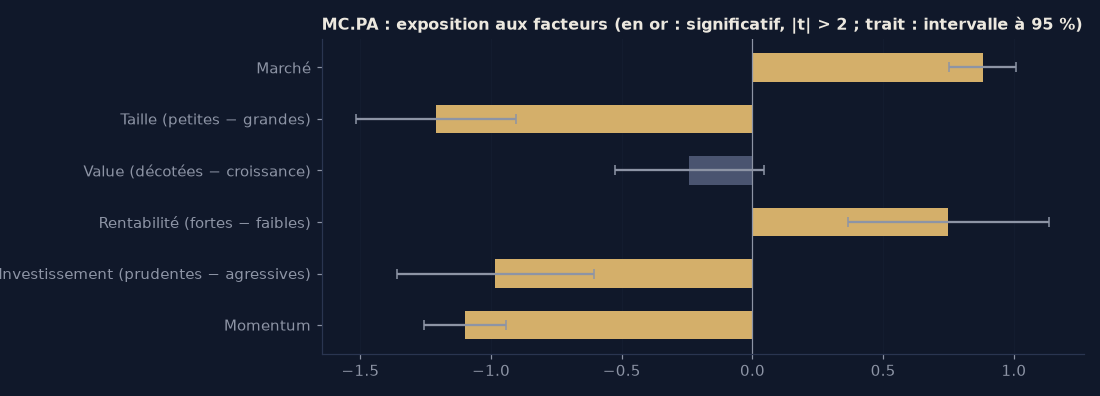 MC.PA : exposition aux facteurs (en or : significatif, |t| > 2 ; trait : intervalle à 95 %)
Marché
Taille (petites − grandes)
Value (décotées − croissance)
Rentabilité (fortes − faibles)
Investissement (prudentes − agressives)
Momentum
−1.5 −1.0 −0.5 0.0 0.5 1.0